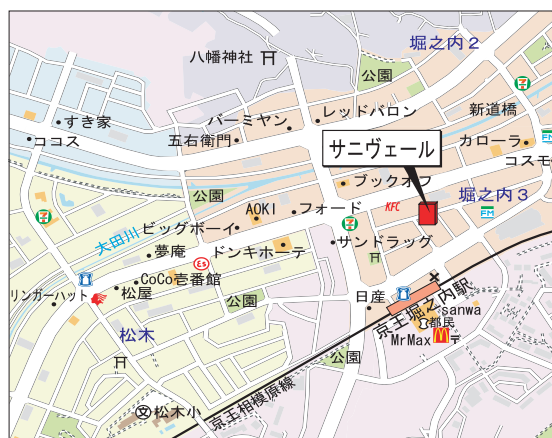 堀之内2
八幡神社
公園
すき家
バーミヤン
レッドバロン
新道橋
ココス
五右衛門
サニヴェール
カローラ
FM
コスモ
ブックオフ
堀之内3
公園
AOKI
フォード
KFC
FM
大田川
ビッグボーイ
7
サンドラッグ
夢庵
Es
ドンキホーテ
CoCo壱番館
リンガーハット
松屋
公園
日産
京王堀之内駅
sanwa
都民
松木
MrMax
公園
文
松木小
京王相模原線